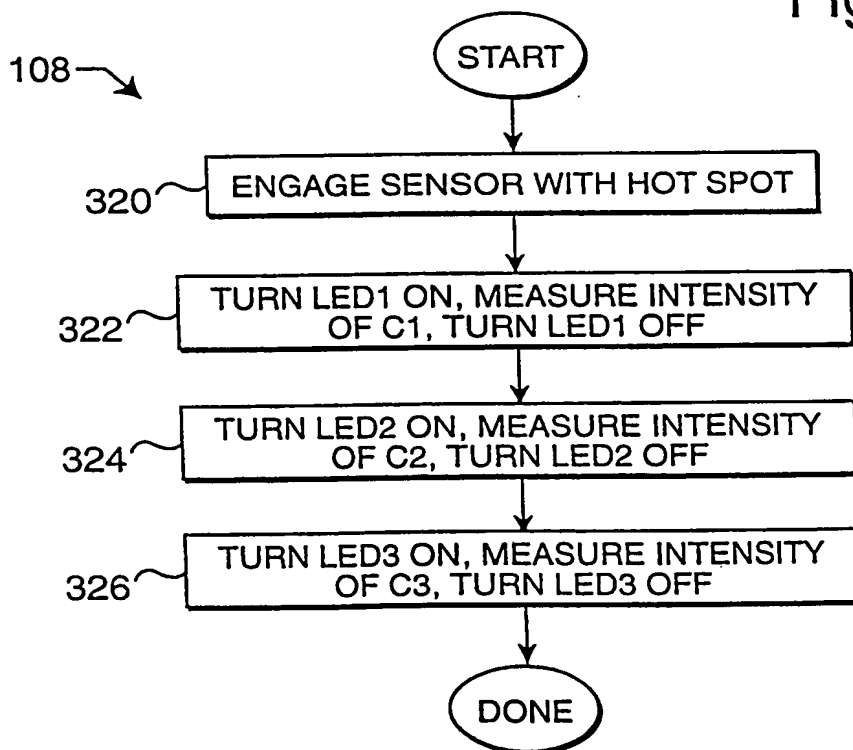 Fig
START
108
320
ENGAGE SENSOR WITH HOT SPOT
322
TURN LED1 ON, MEASURE INTENSITY
OF C1, TURN LED1 OFF
324
TURN LED2 ON, MEASURE INTENSITY
OF C2, TURN LED2 OFF
326
TURN LED3 ON, MEASURE INTENSITY
OF C3, TURN LED3 OFF
DONE